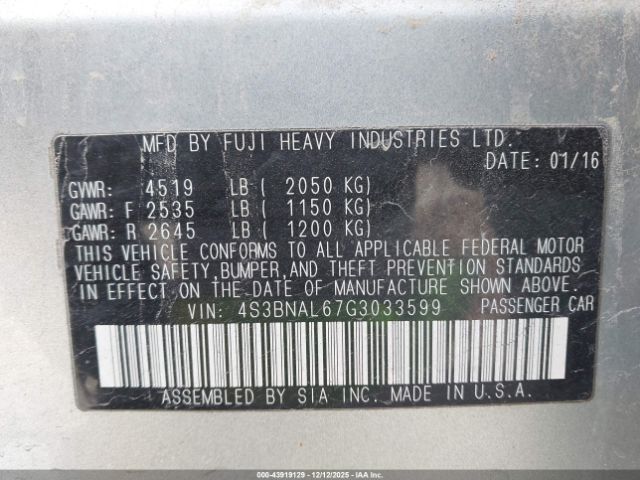 MFD BY FUJI HEAVY INDUSTRIES LTD.
DATE: 01/16
GVWR: 4519 LB ( 2050 KG)
GAWR: F 2535 LB ( 1150 KG)
GAWR: R 2645 LB ( 1200 KG)
THIS VEHICLE CONFORMS TO ALL APPLICABLE FEDERAL MOTOR
VEHICLE SAFETY,BUMPER,AND THEFT PREVENTION STANDARDS
IN EFFECT ON THE DATE OF MANUFACTURE SHOWN ABOVE.
VIN: 4S3BNAL67G3033599 PASSENGER CAR
ASSEMBLED BY SIA INC. MADE IN U.S.A.
000-43919129 - 12/12/2025 - IAAI.com